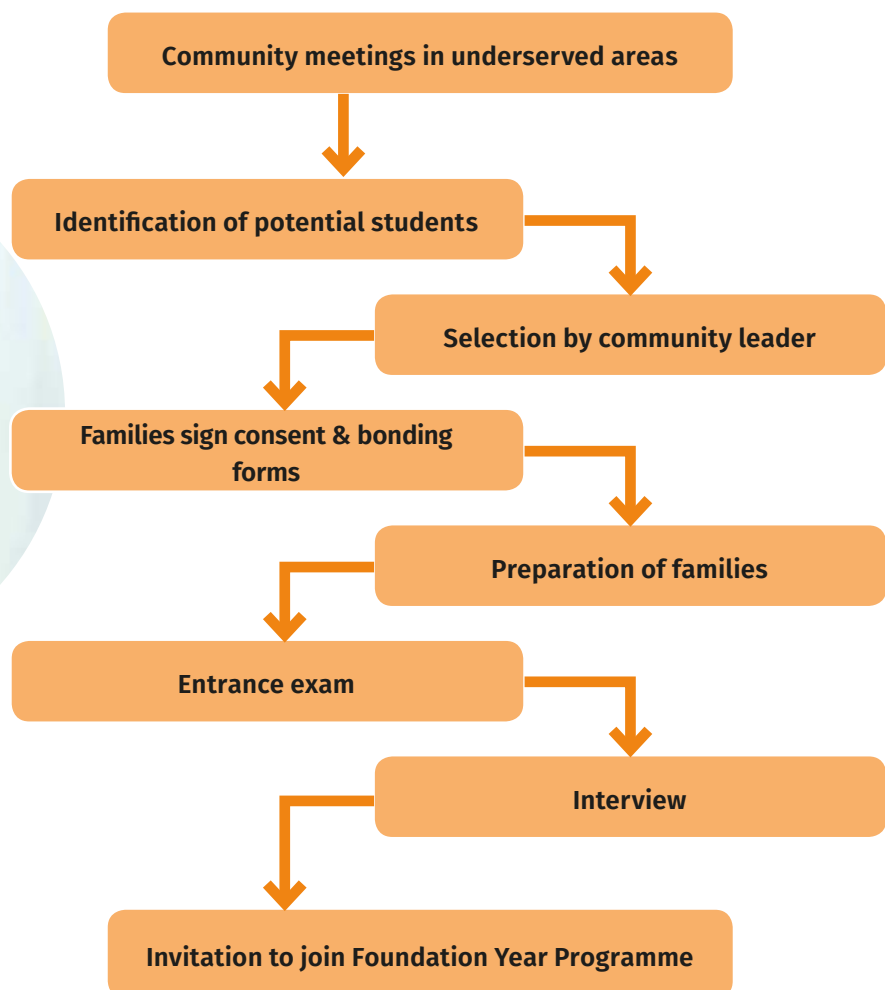 Community meetings in underserved areas
Identification of potential students
Selection by community leader
Families sign consent & bonding
forms
Preparation of families
Entrance exam
Interview
Invitation to join Foundation Year Programme